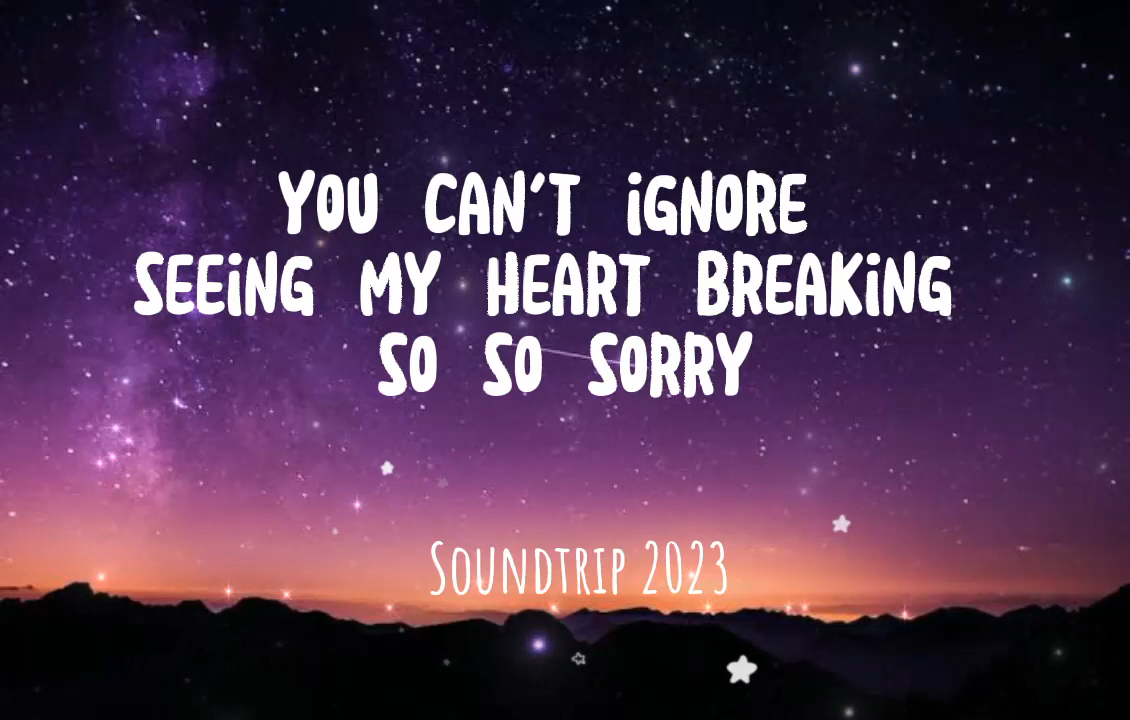 YOU CAN'T iGNORE
SEEiNG MY HEART BREAKiNG
SO SO SORRY
SOUNDTRIP 2023